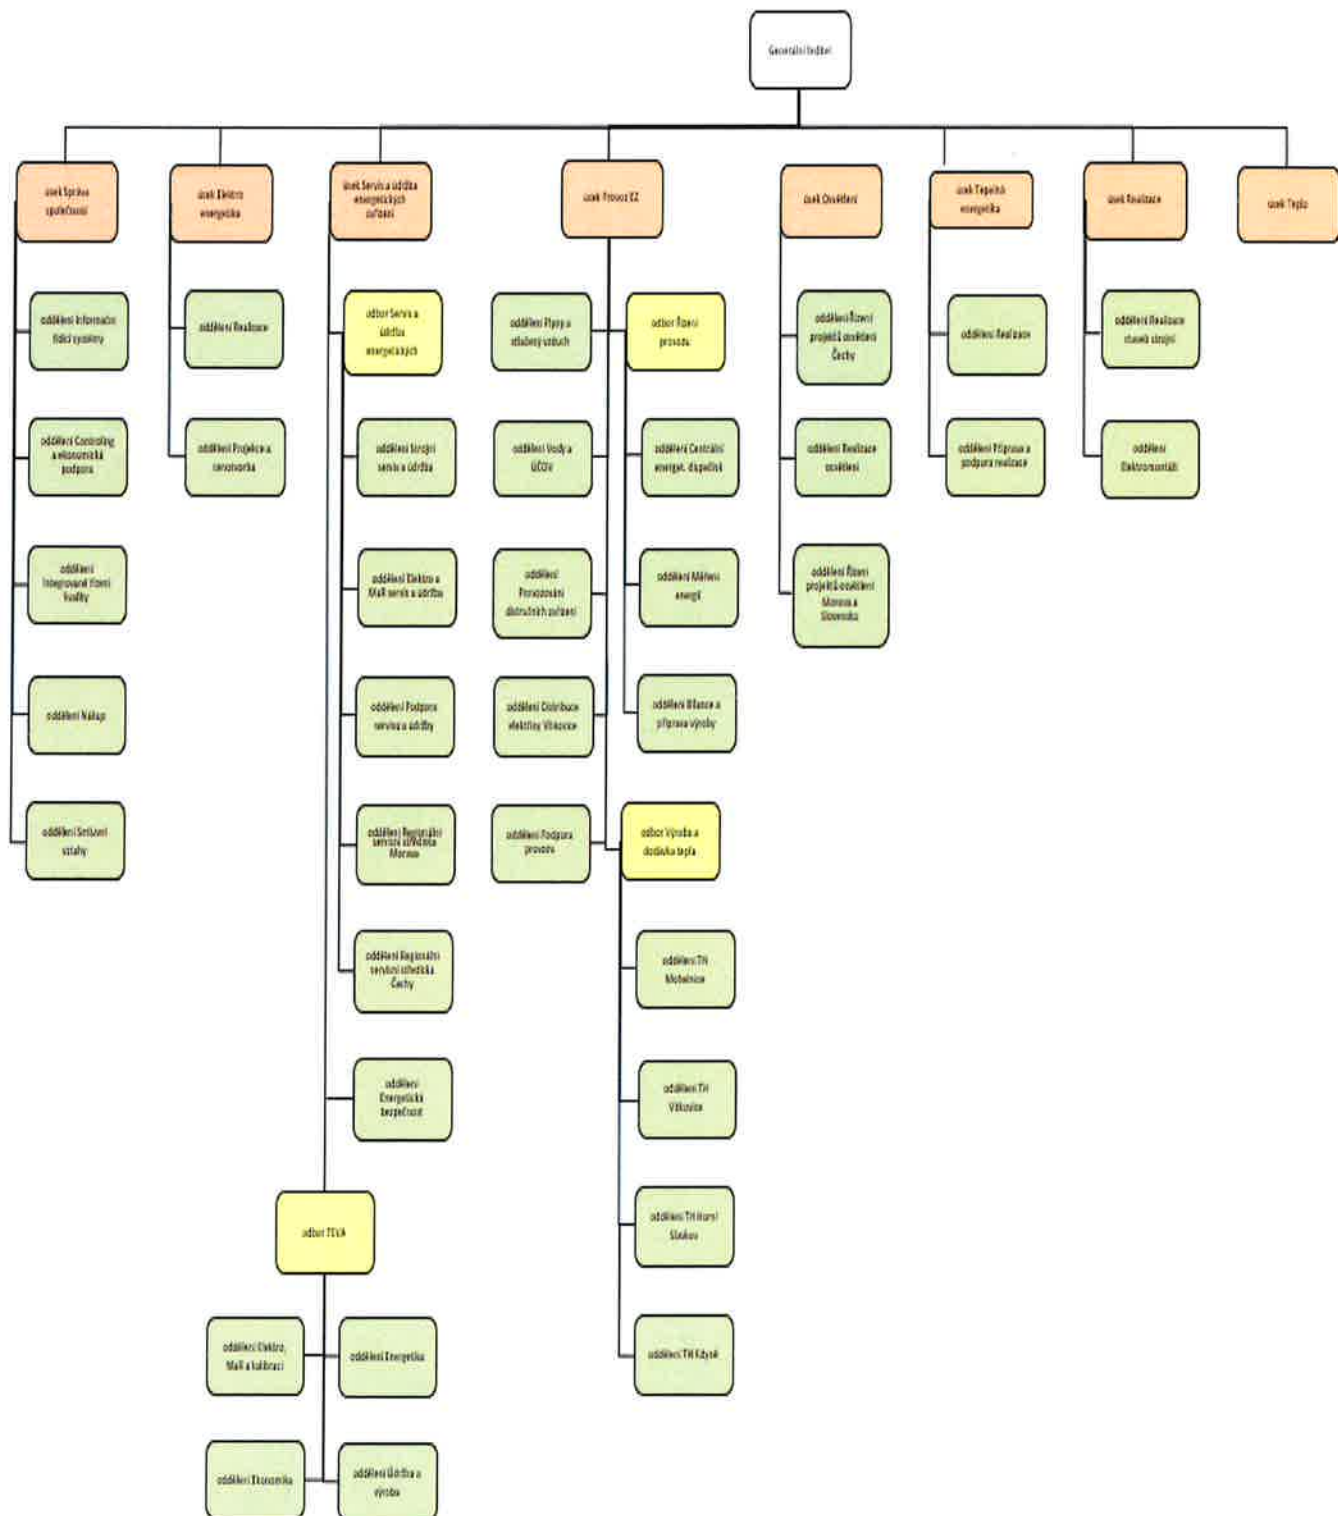 Generální ředitel
úsek Správa
společnosti
úsek Elektro
energetika
úsek Servis a údržba
energetických
zařízení
úsek Provoz EZ
úsek Osvětlení
úsek Tepelná
energetika
úsek Realizace
úsek Teplo
oddělení Informační
řídící systémy
oddělení Controling
a ekonomická
podpora
oddělení
Integrované řízení
kvality
oddělení Nákup
oddělení Smluvní
vztahy
oddělení Realizace
oddělení Projekce a
odbor Servis a
údržba
energetických
oddělení Strojní
servis a údržba
oddělení Elektro a
MaR servis a údržba
oddělení Podpora
servisu a údržby
oddělení Regionální
servisní střediska
Morava
oddělení Regionální
servisní střediska
Čechy
oddělení
Energetická
bezpečnost
odbor TEVA
oddělení Elektro,
MaR a kalibrací
oddělení Energetika
oddělení Ekonomika
oddělení Údržba a
výroba
oddělení Plyny a
stlačený vzduch
oddělení Vody a
ÚČOV
oddělení
Provozování
zařízení
oddělení Distribuce
elektřiny Vítkovice
oddělení Podpora
provozu
odbor Řízení
provozu
oddělení Centrální
energet. dispečink
oddělení Měření
energií
oddělení Bilance a
příprava výroby
odbor Výroba a
dodávka tepla
oddělení TH
Mohelnice
oddělení TH
Vítkovice
oddělení TH Horní
Slavkov
oddělení TH Kdyně
oddělení Řízení
projektů osvětlení
Čechy
oddělení Realizace
osvětlení
oddělení Řízení
projektů osvětlení
Morava a
Slovensko
oddělení Realizace
oddělení Příprava a
podpora realizace
oddělení Realizace
staveb strojní
oddělení
Elektromontáží